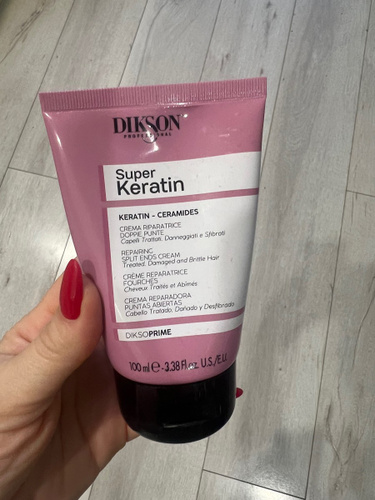 DIKSON
PROFESSIONAL
Super
Keratin
KERATIN - CERAMIDES
CREMA RIPARATRICE
DOPPIE PUNTE
Capelli Trattati, Danneggiati e Sfibrati
REPAIRING
SPLIT ENDS CREAM
Treated, Damaged and Brittle Hair
CRÈME REPARATRICE
FOURCHES
Cheveux Traités et Abîmés
CREMA REPARADORA
PUNTAS ABIERTAS
Cabello Tratado, Dañado y Desfibrado
DIKSOPRIME
100 ml ℮ - 3.38 Fl. oz. U.S./E.U.